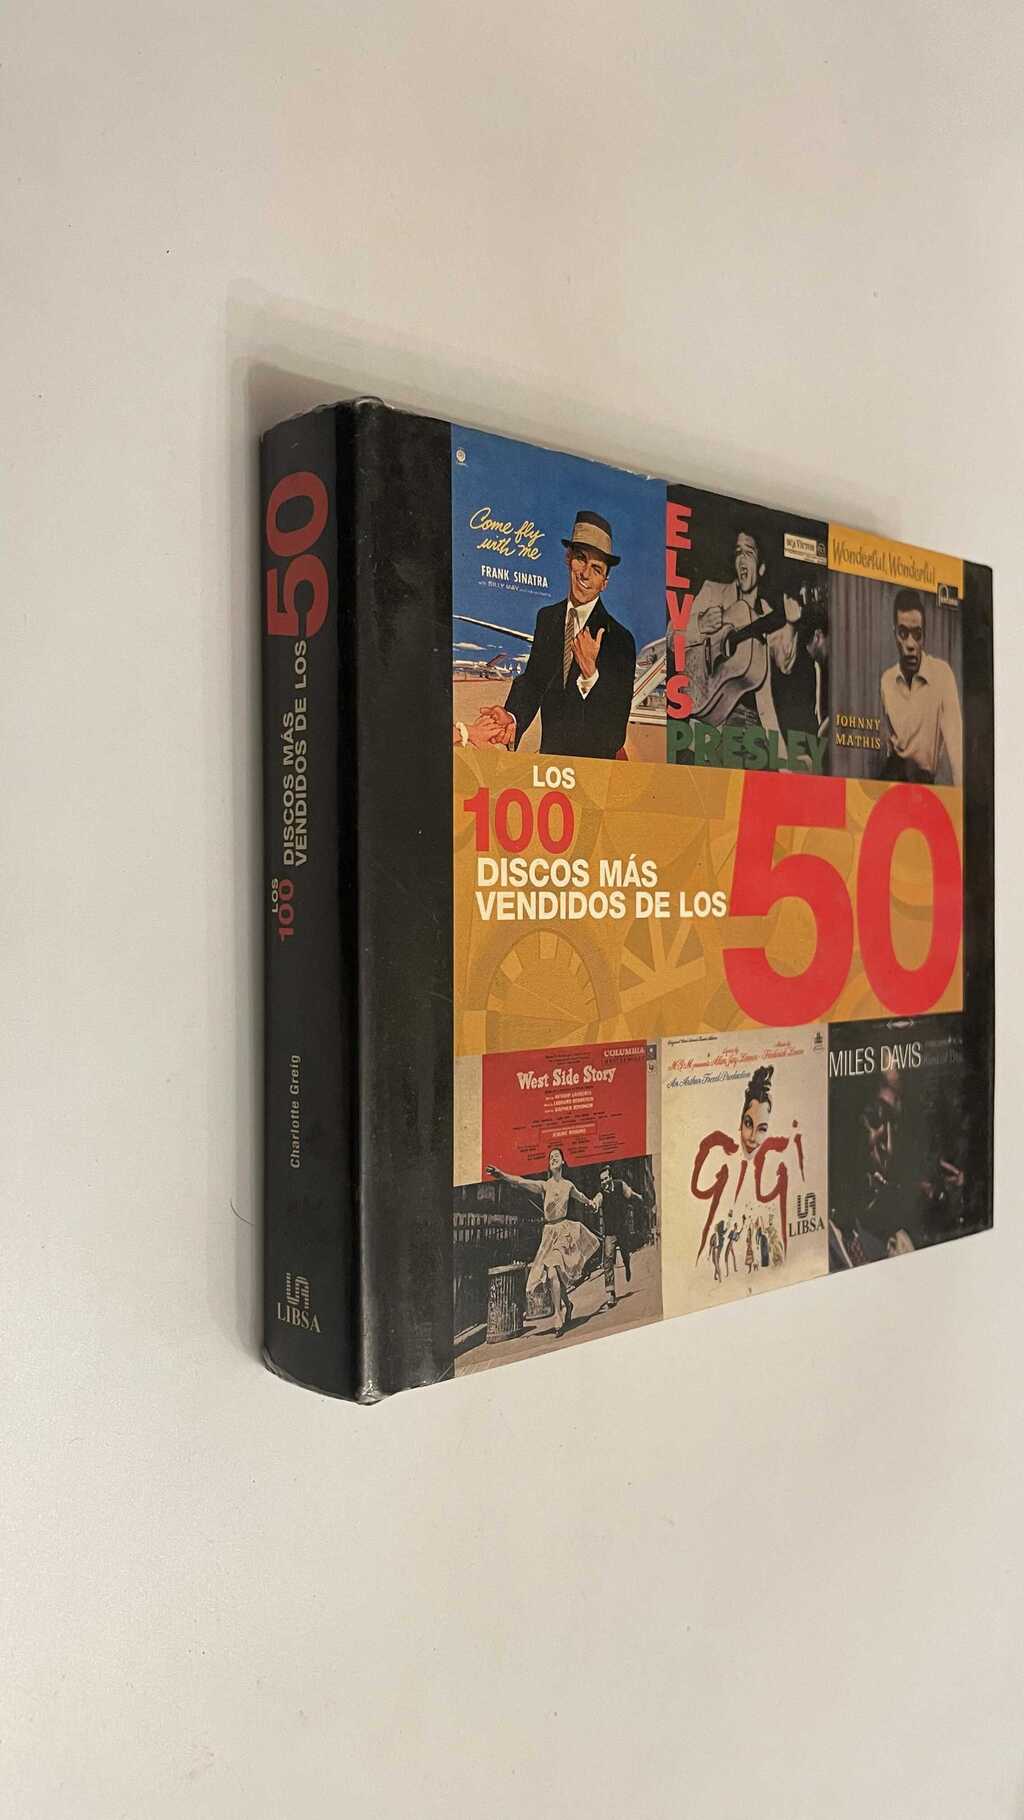 LOS
100
DISCOS MÁS
VENDIDOS DE LOS
50
Charlotte Greig
LIBSA
Come fly
with me
FRANK SINATRA
ELVIS
PRESLEY
RCA VICTOR
Wonderful, Wonderful
JOHNNY
MATHIS
LOS
100
DISCOS MÁS
VENDIDOS DE LOS
50
COLUMBIA
West Side Story
GiGi
LIBSA
MILES DAVIS